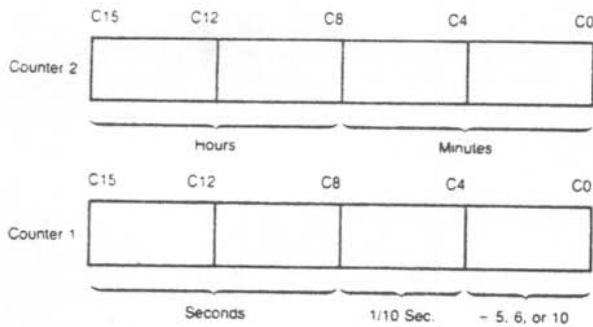 C15 C12 C8 C4 C0
Counter 2
Hours Minutes
C15 C12 C8 C4 C0
Counter 1
Seconds 1/10 Sec. ÷ 5, 6, or 10